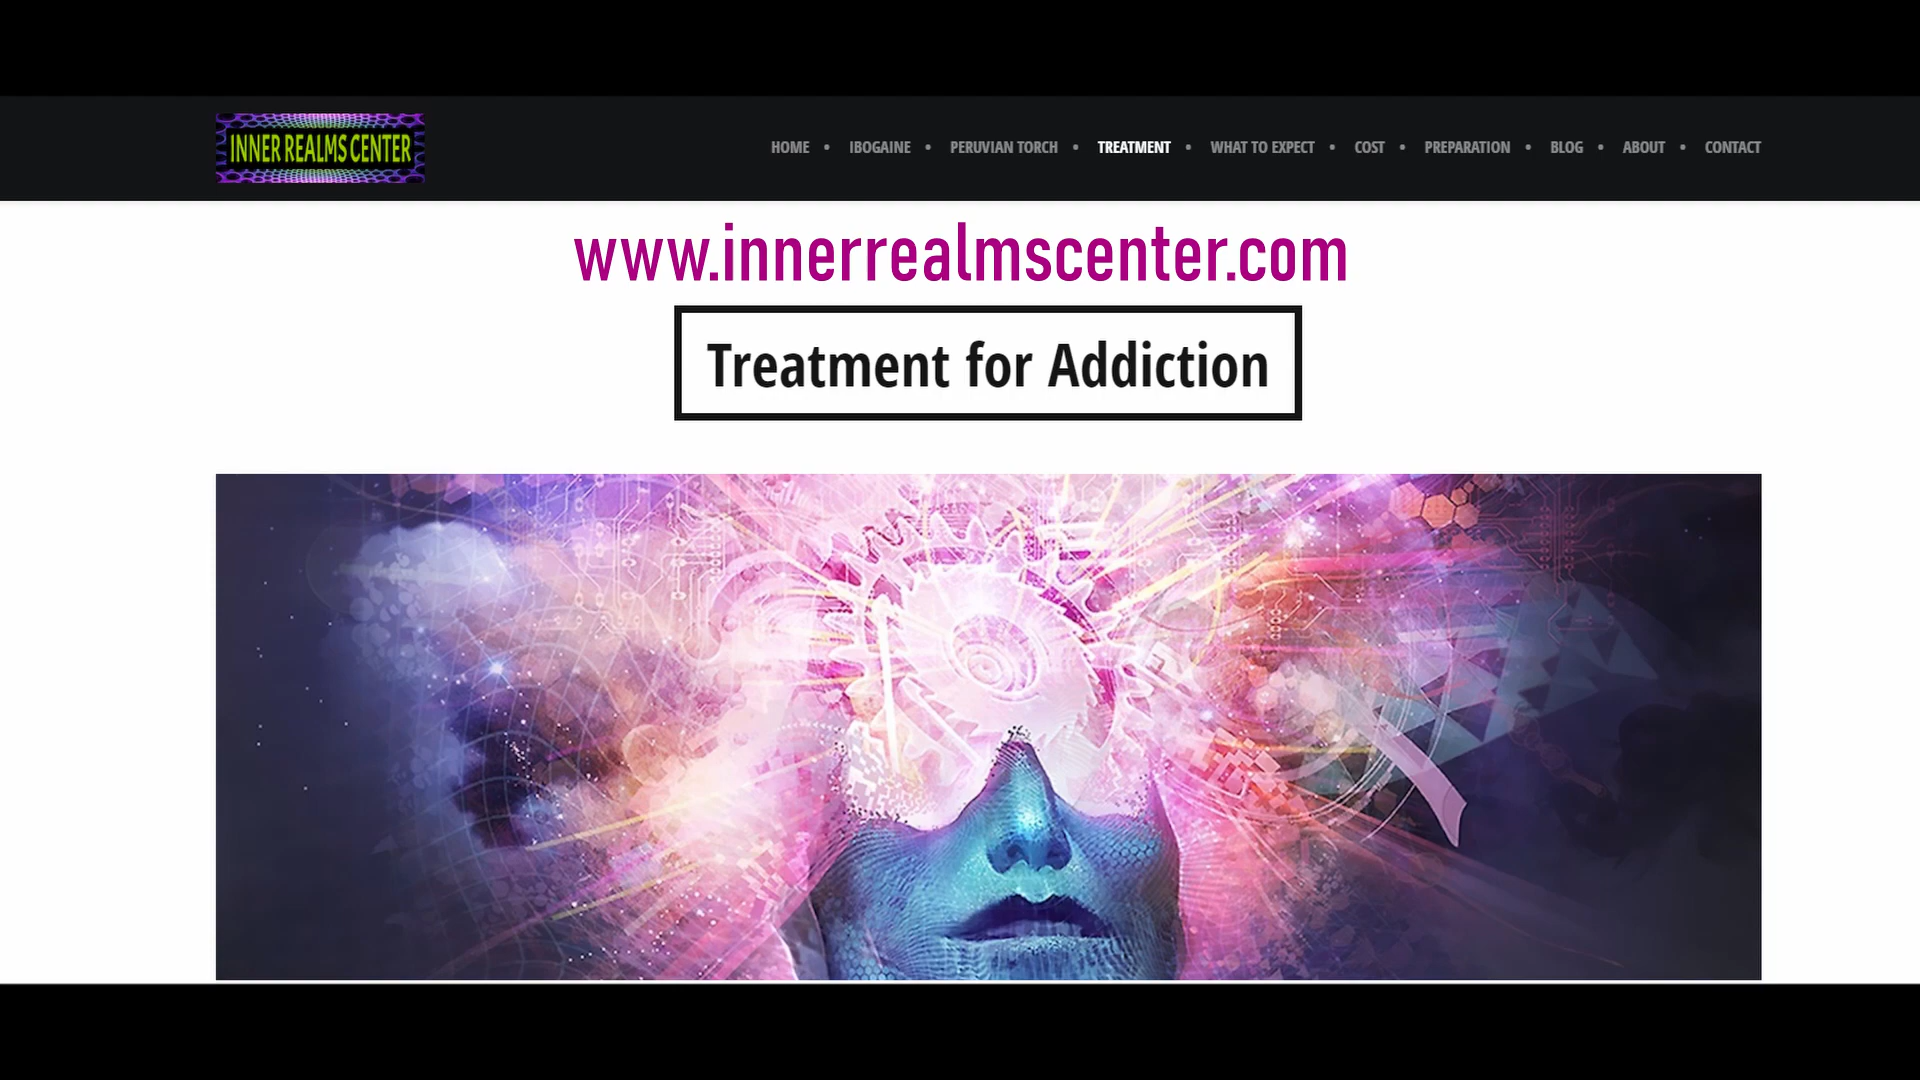 INNER REALMS CENTER
HOME • IBOGAINE • PERUVIAN TORCH • TREATMENT • WHAT TO EXPECT • COST • PREPARATION • BLOG • ABOUT • CONTACT
www.innerrealmscenter.com
Treatment for Addiction